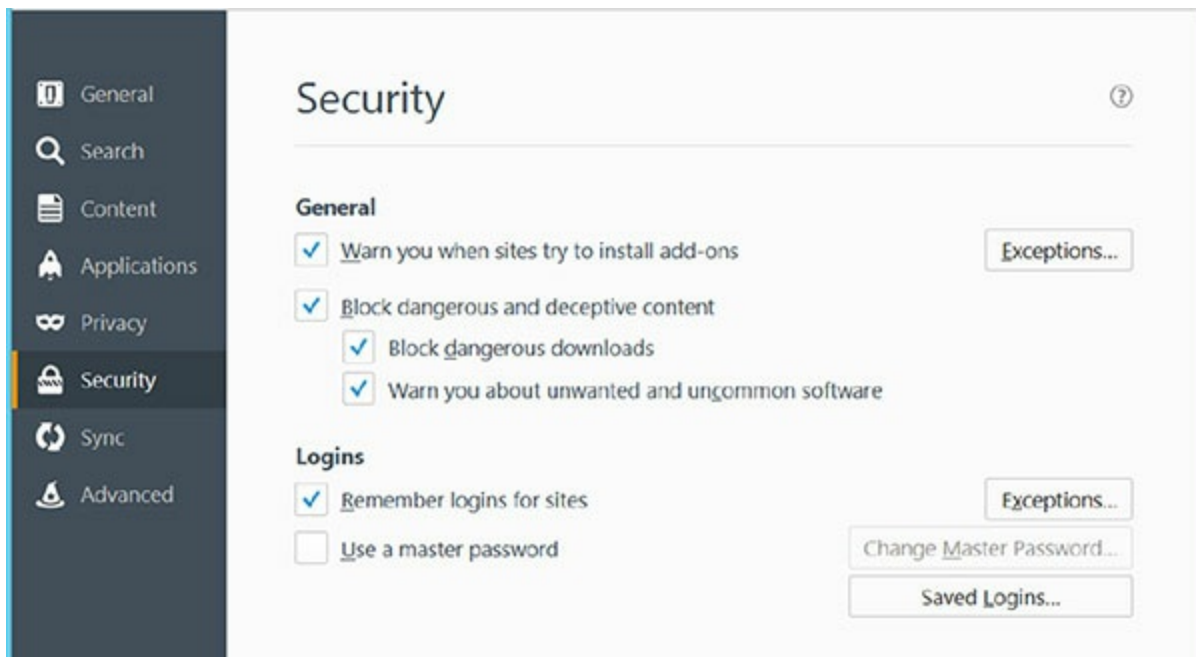 General
Search
Content
Applications
Privacy
Security
Sync
Advanced
Security
General
Warn you when sites try to install add-ons
Exceptions...
Block dangerous and deceptive content
Block dangerous downloads
Warn you about unwanted and uncommon software
Logins
Remember logins for sites
Exceptions...
Use a master password
Change Master Password...
Saved Logins...